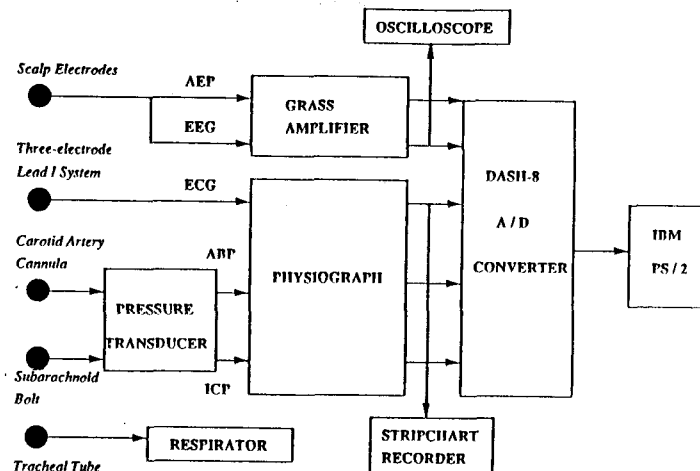 OSCILLOSCOPE
Scalp Electrodes
AEP
EEG
GRASS
AMPLIFIER
Three-electrode
Lead I System
ECG
DASH-8
A / D
CONVERTER
IBM
PS / 2
Carotid Artery
Cannula
ABP
PHYSIOGRAPH
PRESSURE
TRANSDUCER
Subarachnoid
Bolt
ICP
RESPIRATOR
STRIPCHART
RECORDER
Tracheal Tube